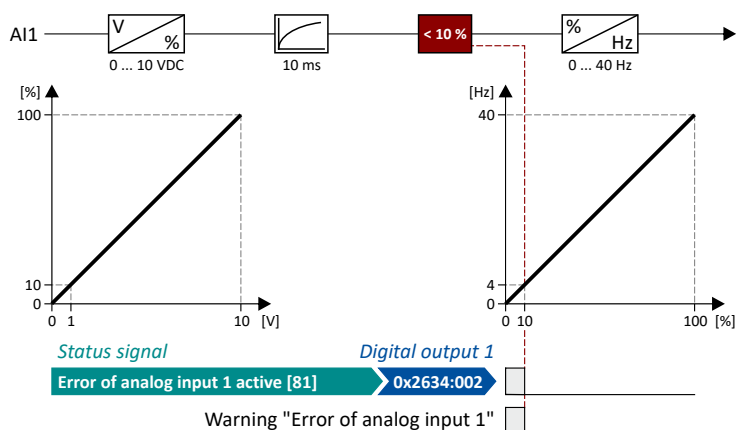 AI1
V
%
< 10 %
%
Hz
0 ... 10 VDC
10 ms
0 ... 40 Hz
[%]
[Hz]
100
40
10
4
0
0
0 1 10 [V]
0 10 100 [%]
Status signal
Digital output 1
Error of analog input 1 active [81]
0x2634:002
Warning "Error of analog input 1"